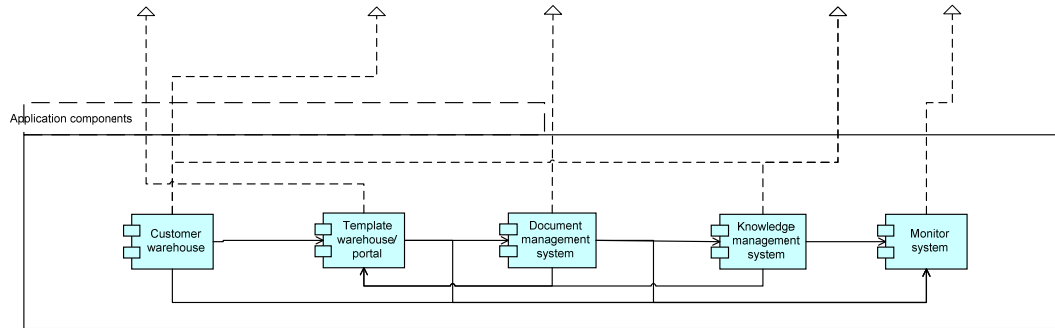 Application components
Customer
warehouse
Template
warehouse/
portal
Document
management
system
Knowledge
management
system
Monitor
system